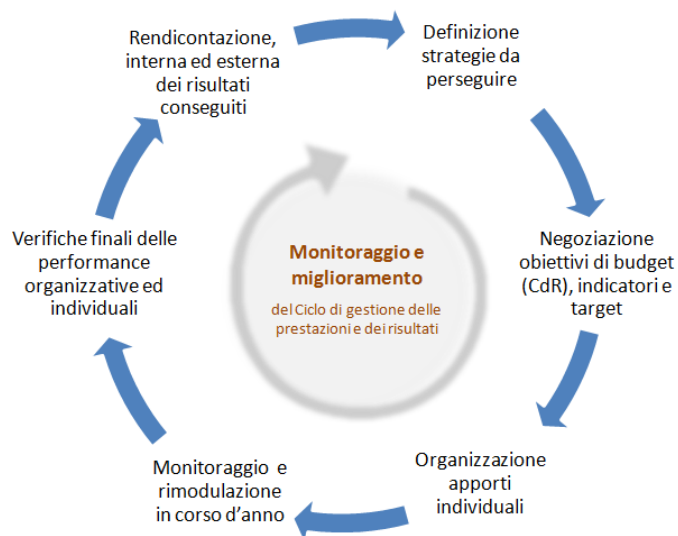 Rendicontazione,
interna ed esterna
dei risultati
conseguiti
Definizione
strategie da
perseguire
Negoziazione
obiettivi di budget
(CdR), indicatori e
target
Organizzazione
apporti
individuali
Monitoraggio e
rimodulazione
in corso d’anno
Verifiche finali delle
performance
organizzative ed
individuali
Monitoraggio e
miglioramento
del Ciclo di gestione delle
prestazioni e dei risultati